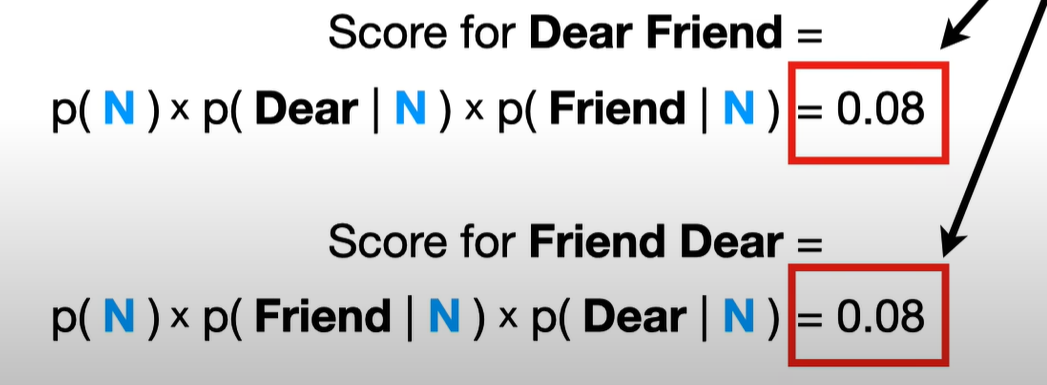 Score for Dear Friend =
p( N ) × p( Dear | N ) × p( Friend | N ) = 0.08
Score for Friend Dear =
p( N ) × p( Friend | N ) × p( Dear | N ) = 0.08